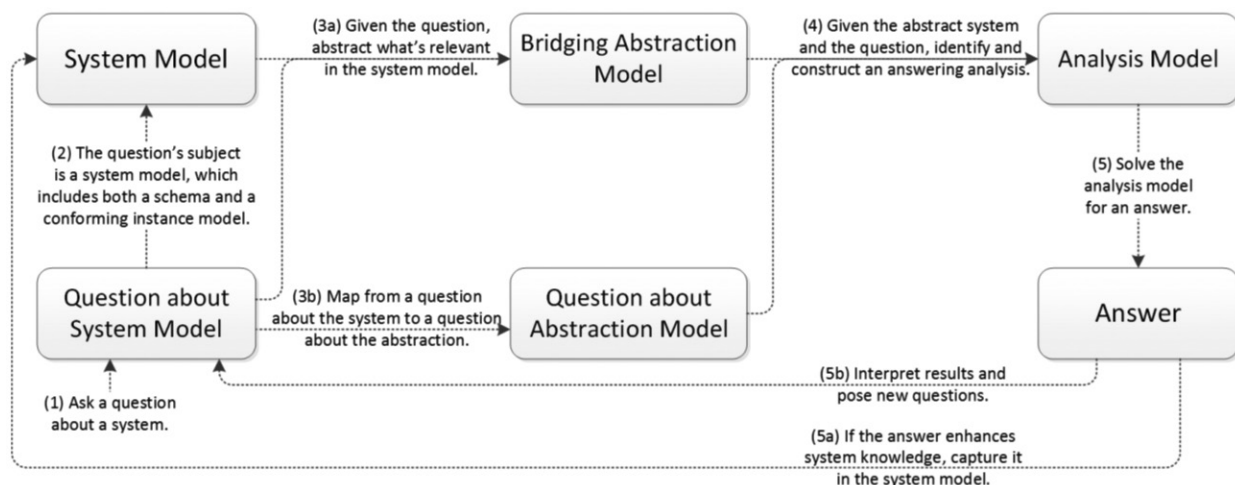 System Model
(3a) Given the question,
abstract what's relevant
in the system model.
Bridging Abstraction
Model
(4) Given the abstract system
and the question, identify and
construct an answering analysis.
Analysis Model
(2) The question's subject
is a system model, which
includes both a schema and a
conforming instance model.
(5) Solve the
analysis model
for an answer.
Question about
System Model
(3b) Map from a question
about the system to a question
about the abstraction.
Question about
Abstraction Model
Answer
(1) Ask a question
about a system.
(5b) Interpret results and
pose new questions.
(5a) If the answer enhances
system knowledge, capture it
in the system model.